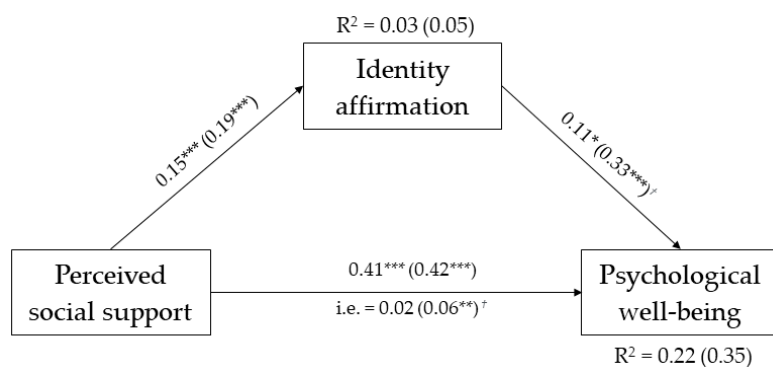 R² = 0.03 (0.05)
Identity
affirmation
0.15*** (0.19***)
0.11* (0.33***)†
Perceived
social support
0.41*** (0.42***)
i.e. = 0.02 (0.06**)†
Psychological
well-being
R² = 0.22 (0.35)